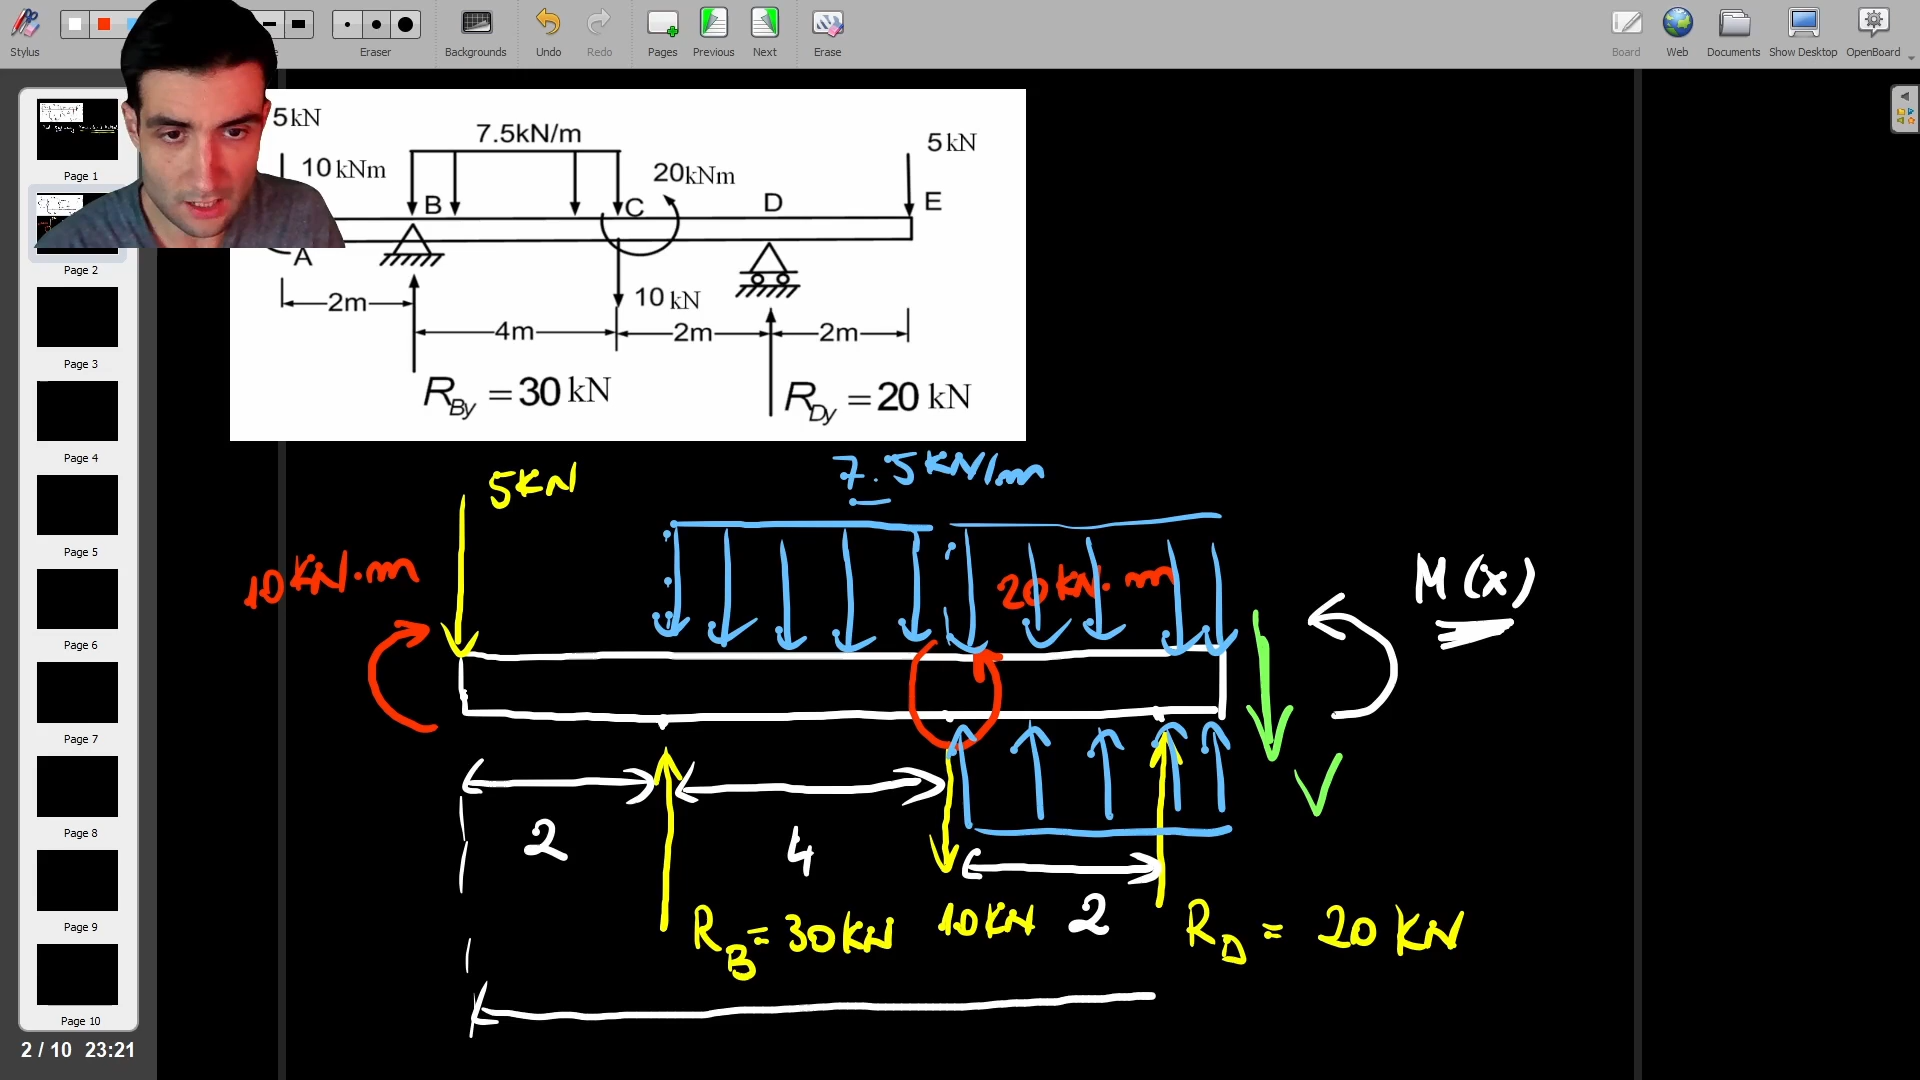 Stylus
Eraser
Backgrounds
Undo
Redo
Pages
Previous
Next
Erase
Board
Web
Documents
Show Desktop
OpenBoard
Page 1
Page 2
Page 3
Page 4
Page 5
Page 6
Page 7
Page 8
Page 9
Page 10
2 / 10 23:21
5kN
7.5kN/m
5kN
10kNm
20kNm
B
C
D
E
A
10 kN
2m
4m
2m
2m
R_By = 30 kN
R_Dy = 20 kN
7.5KN/m
5KN
10KN.m
20KN.m
M(x)
V
2
4
2
R_B = 30KN
10KN
R_D = 20 KN